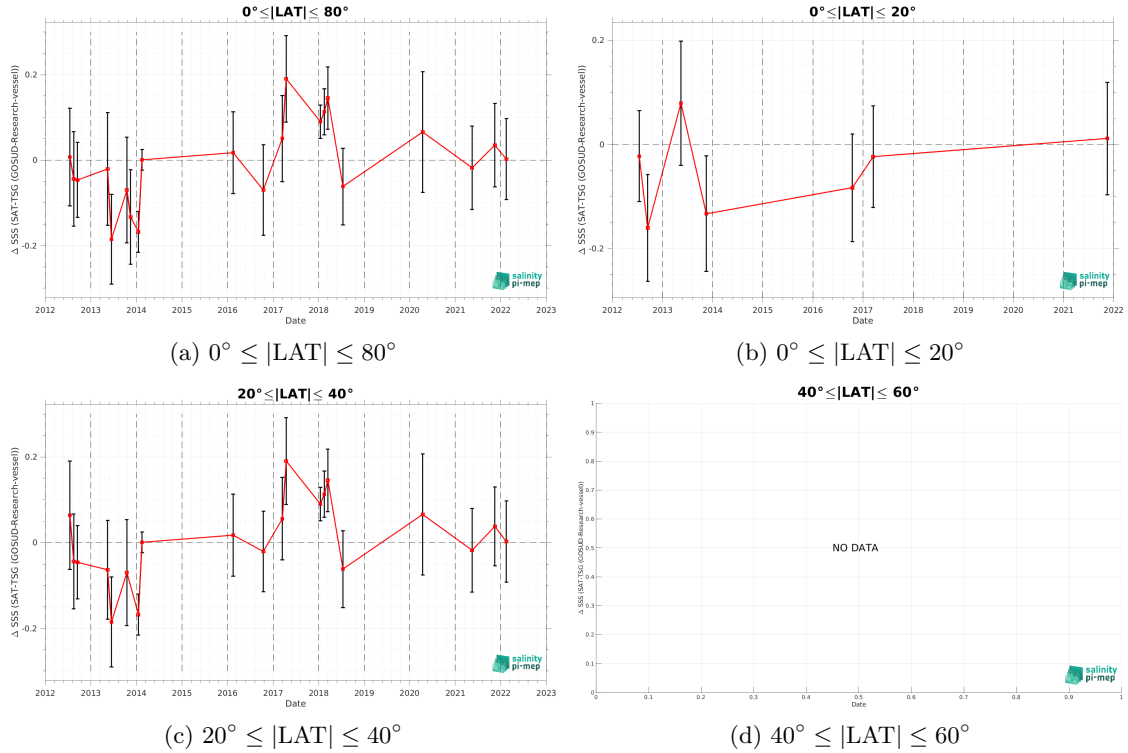 0°≤|LAT|≤ 80°
Δ SSS (SAT-TSG (GOSUD-Research-vessel))
0.2
0
-0.2
2012 2013 2014 2015 2016 2017 2018 2019 2020 2021 2022 2023
Date
salinity
pi-mep
(a) 0° ≤ |LAT| ≤ 80°
0°≤|LAT|≤ 20°
Δ SSS (SAT-TSG (GOSUD-Research-vessel))
0.2
0
-0.2
2012 2013 2014 2015 2016 2017 2018 2019 2020 2021 2022
Date
salinity
pi-mep
(b) 0° ≤ |LAT| ≤ 20°
20°≤|LAT|≤ 40°
Δ SSS (SAT-TSG (GOSUD-Research-vessel))
0.2
0
-0.2
2012 2013 2014 2015 2016 2017 2018 2019 2020 2021 2022 2023
Date
salinity
pi-mep
(c) 20° ≤ |LAT| ≤ 40°
40°≤|LAT|≤ 60°
Δ SSS (SAT-TSG (GOSUD-Research-vessel))
1
0.9
0.8
0.7
0.6
0.5
0.4
0.3
0.2
0.1
0
NO DATA
0 0.1 0.2 0.3 0.4 0.5 0.6 0.7 0.8 0.9 1
Date
salinity
pi-mep
(d) 40° ≤ |LAT| ≤ 60°